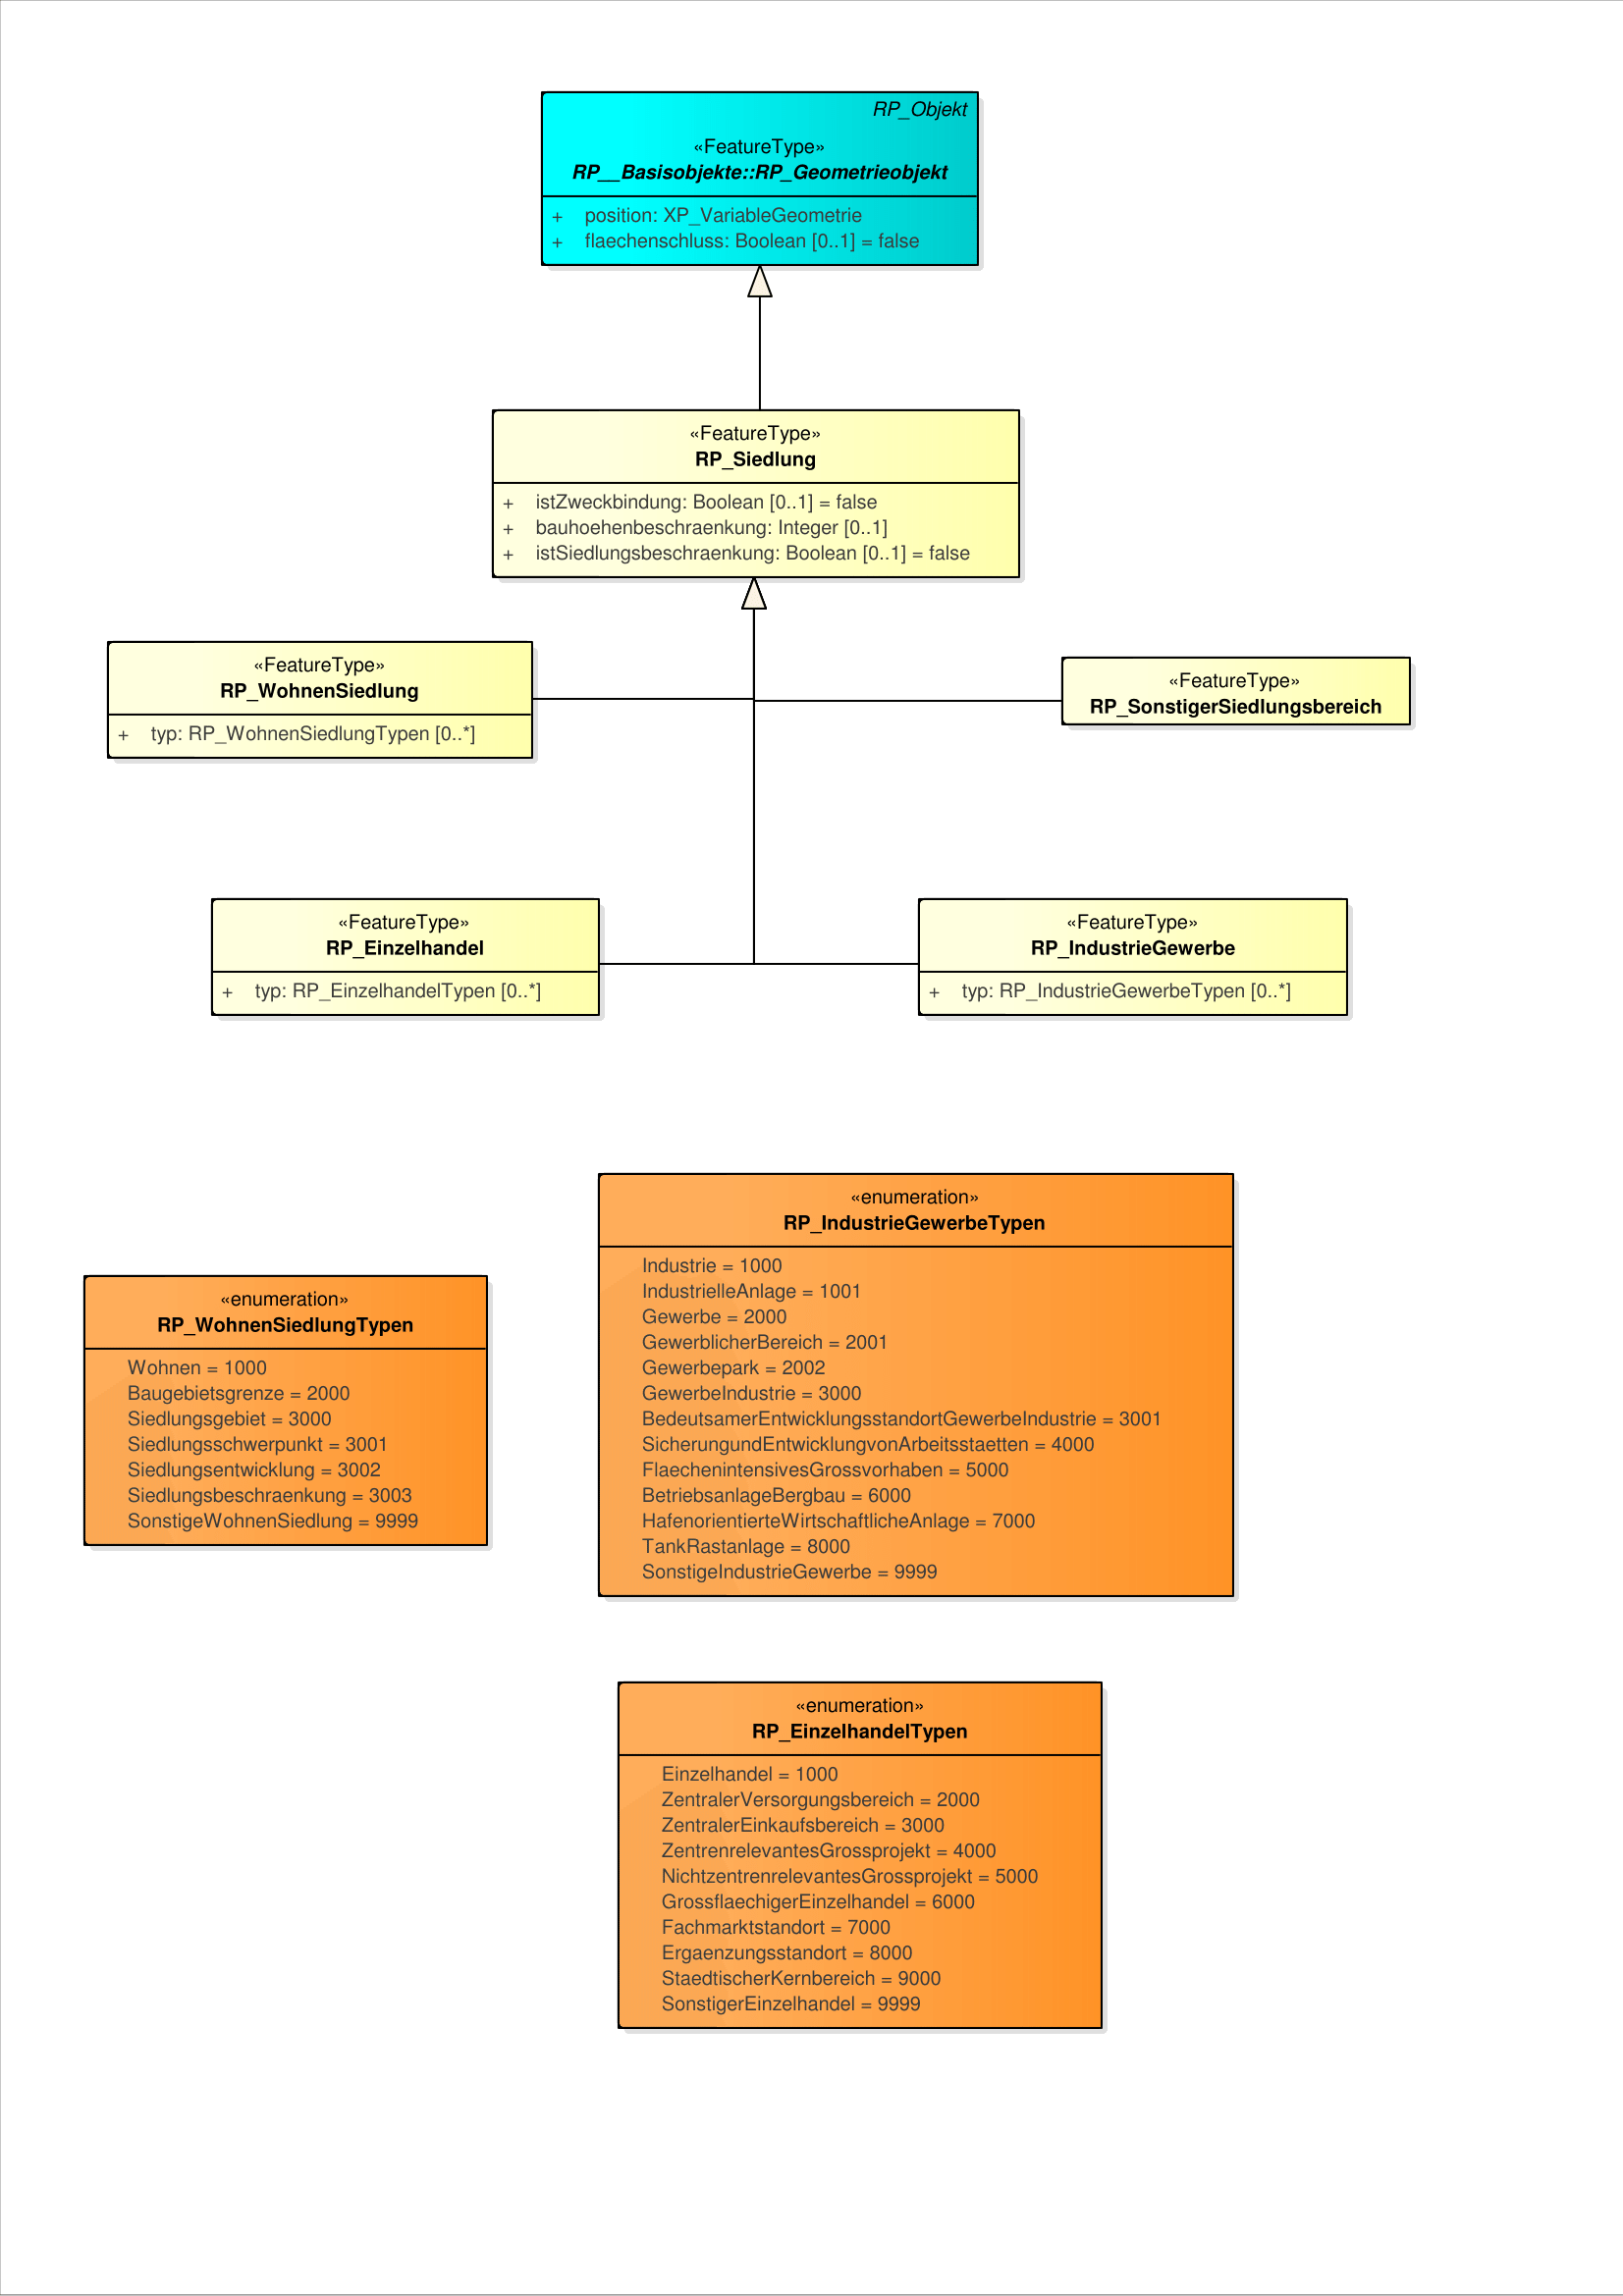 RP_Objekt
«FeatureType»
RP__Basisobjekte::RP_Geometrieobjekt
+ position: XP_VariableGeometrie
+ flaechenschluss: Boolean [0..1] = false
«FeatureType»
RP_Siedlung
+ istZweckbindung: Boolean [0..1] = false
+ bauhoehenbeschraenkung: Integer [0..1]
+ istSiedlungsbeschraenkung: Boolean [0..1] = false
«FeatureType»
RP_WohnenSiedlung
+ typ: RP_WohnenSiedlungTypen [0..*]
«FeatureType»
RP_SonstigerSiedlungsbereich
«FeatureType»
RP_Einzelhandel
+ typ: RP_EinzelhandelTypen [0..*]
«FeatureType»
RP_IndustrieGewerbe
+ typ: RP_IndustrieGewerbeTypen [0..*]
«enumeration»
RP_IndustrieGewerbeTypen
Industrie = 1000
IndustrielleAnlage = 1001
Gewerbe = 2000
GewerblicherBereich = 2001
Gewerbepark = 2002
GewerbeIndustrie = 3000
BedeutsamerEntwicklungsstandortGewerbeIndustrie = 3001
SicherungundEntwicklungvonArbeitsstaetten = 4000
FlaechenintensivesGrossvorhaben = 5000
BetriebsanlageBergbau = 6000
HafenorientierteWirtschaftlicheAnlage = 7000
TankRastanlage = 8000
SonstigeIndustrieGewerbe = 9999
«enumeration»
RP_WohnenSiedlungTypen
Wohnen = 1000
Baugebietsgrenze = 2000
Siedlungsgebiet = 3000
Siedlungsschwerpunkt = 3001
Siedlungsentwicklung = 3002
Siedlungsbeschraenkung = 3003
SonstigeWohnenSiedlung = 9999
«enumeration»
RP_EinzelhandelTypen
Einzelhandel = 1000
ZentralerVersorgungsbereich = 2000
ZentralerEinkaufsbereich = 3000
ZentrenrelevantesGrossprojekt = 4000
NichtzentrenrelevantesGrossprojekt = 5000
GrossflaechigerEinzelhandel = 6000
Fachmarktstandort = 7000
Ergaenzungsstandort = 8000
StaedtischerKernbereich = 9000
SonstigerEinzelhandel = 9999